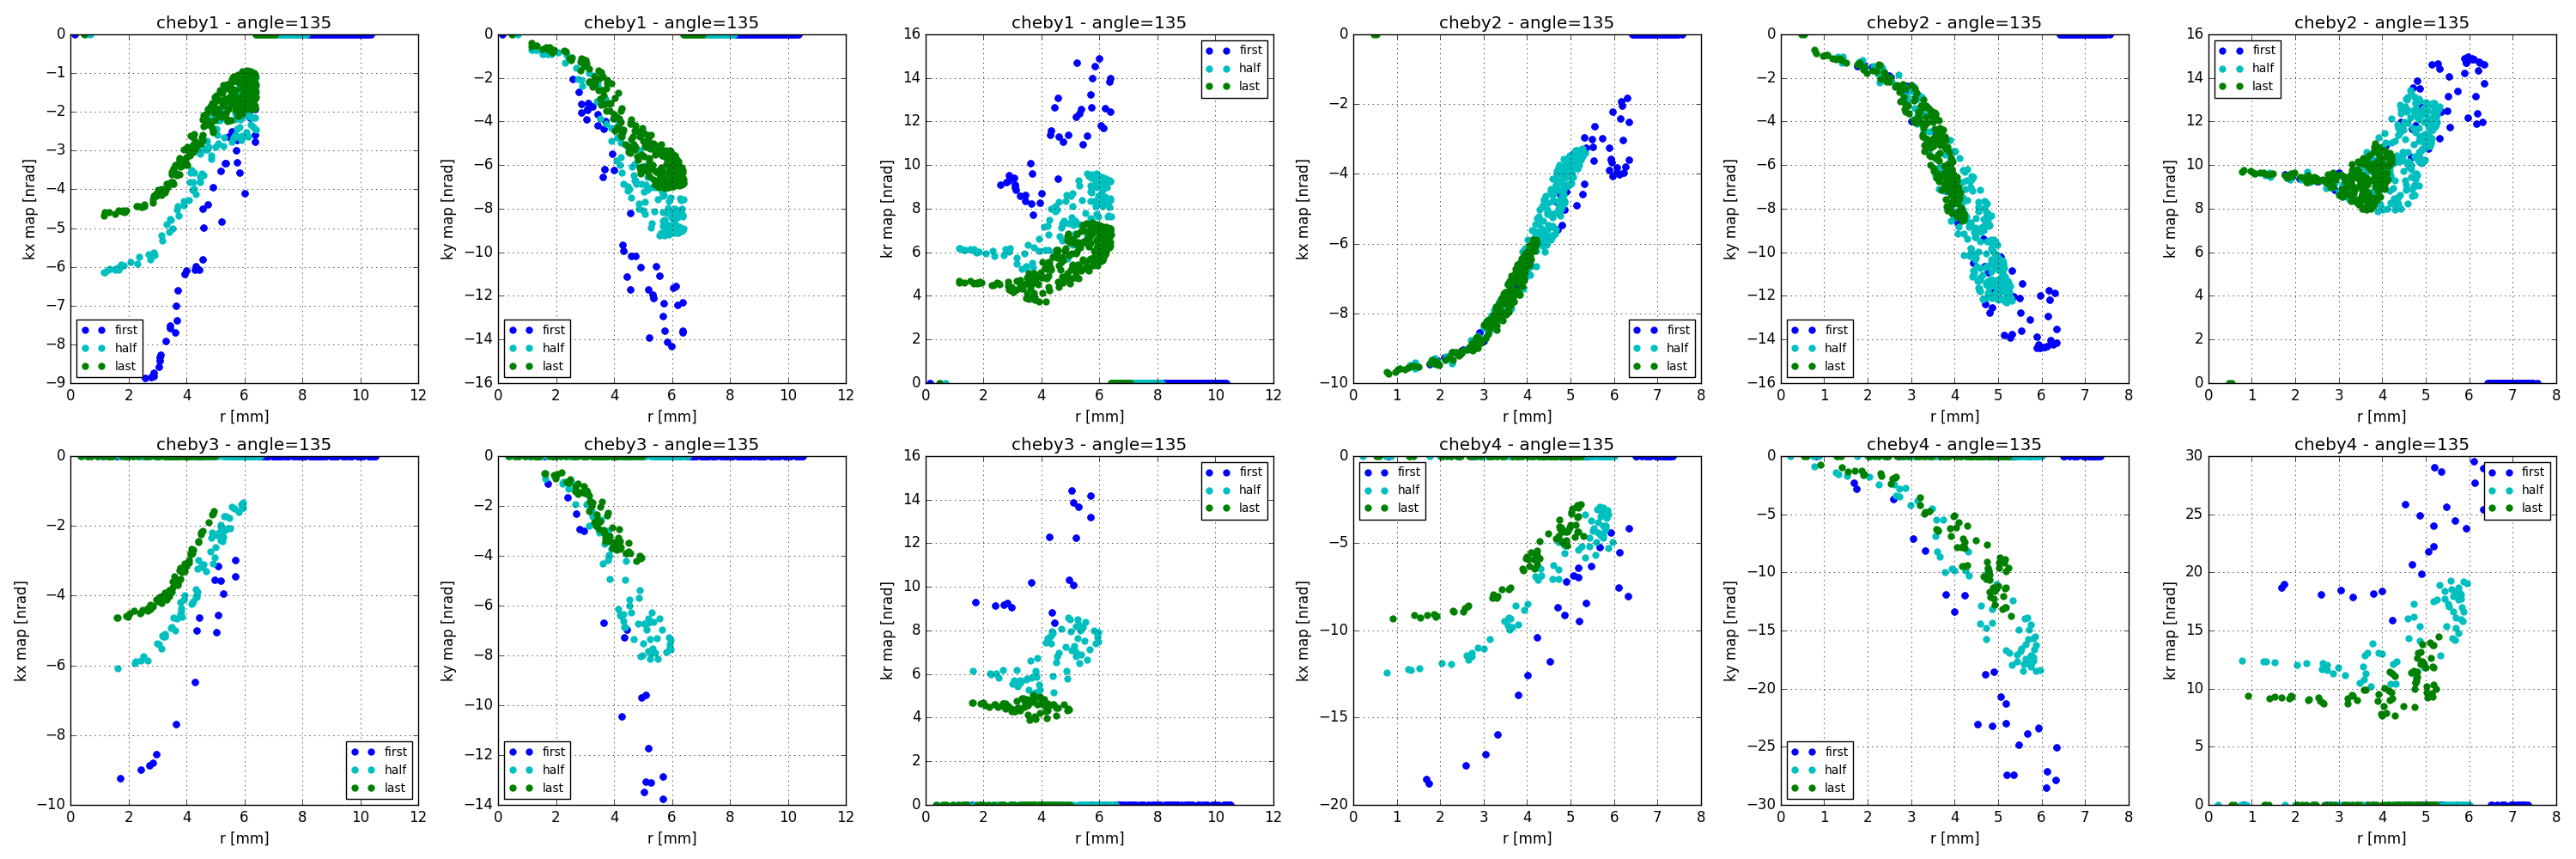 cheby1 - angle=135
kx map [nrad]
0
−1
−2
−3
−4
−5
−6
−7
−8
−9
first
half
last
0 2 4 6 8 10 12
r [mm]
cheby1 - angle=135
ky map [nrad]
0
−2
−4
−6
−8
−10
−12
−14
−16
first
half
last
0 2 4 6 8 10 12
r [mm]
cheby1 - angle=135
kr map [nrad]
16
14
12
10
8
6
4
2
0
first
half
last
0 2 4 6 8 10 12
r [mm]
cheby2 - angle=135
kx map [nrad]
0
−2
−4
−6
−8
−10
first
half
last
0 1 2 3 4 5 6 7 8
r [mm]
cheby2 - angle=135
ky map [nrad]
0
−2
−4
−6
−8
−10
−12
−14
−16
first
half
last
0 1 2 3 4 5 6 7 8
r [mm]
cheby2 - angle=135
kr map [nrad]
16
14
12
10
8
6
4
2
0
first
half
last
0 1 2 3 4 5 6 7 8
r [mm]
cheby3 - angle=135
kx map [nrad]
0
−2
−4
−6
−8
−10
first
half
last
0 2 4 6 8 10 12
r [mm]
cheby3 - angle=135
ky map [nrad]
0
−2
−4
−6
−8
−10
−12
−14
first
half
last
0 2 4 6 8 10 12
r [mm]
cheby3 - angle=135
kr map [nrad]
16
14
12
10
8
6
4
2
0
first
half
last
0 2 4 6 8 10 12
r [mm]
cheby4 - angle=135
kx map [nrad]
0
−5
−10
−15
−20
first
half
last
0 1 2 3 4 5 6 7 8
r [mm]
cheby4 - angle=135
ky map [nrad]
0
−5
−10
−15
−20
−25
−30
first
half
last
0 1 2 3 4 5 6 7 8
r [mm]
cheby4 - angle=135
kr map [nrad]
30
25
20
15
10
5
0
first
half
last
0 1 2 3 4 5 6 7 8
r [mm]